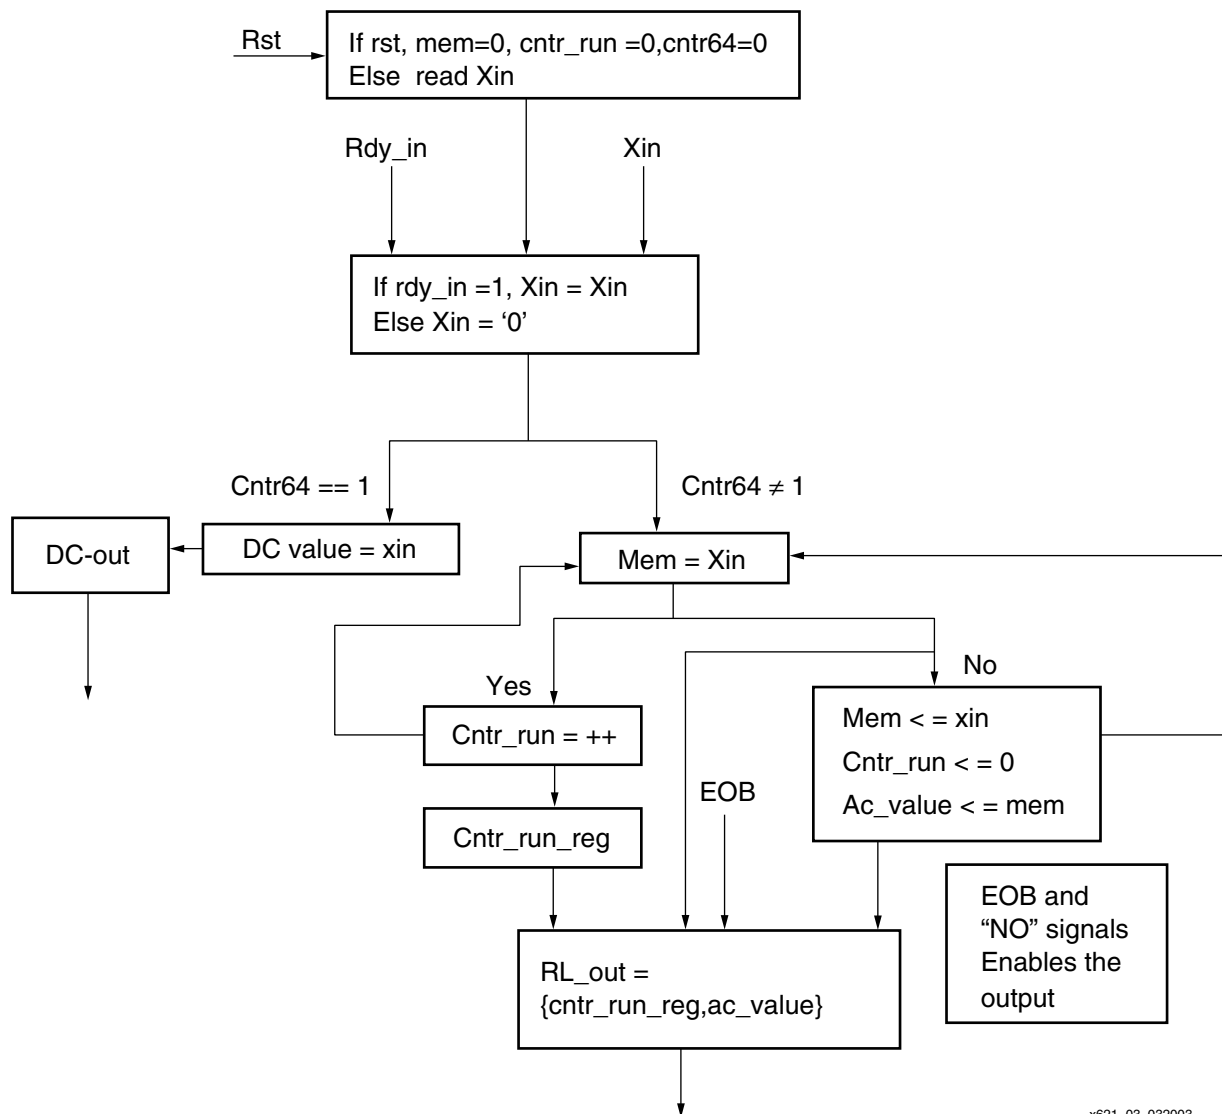 Rst
If rst, mem=0, cntr_run =0,cntr64=0
Else read Xin
Rdy_in
Xin
If rdy_in =1, Xin = Xin
Else Xin = ‘0’
Cntr64 == 1
Cntr64 ≠ 1
DC-out
DC value = xin
Mem = Xin
Yes
No
Cntr_run = ++
Mem < = xin
Cntr_run < = 0
Ac_value < = mem
EOB
Cntr_run_reg
EOB and
“NO” signals
Enables the
output
RL_out =
{cntr_run_reg,ac_value}
x621_03_032003